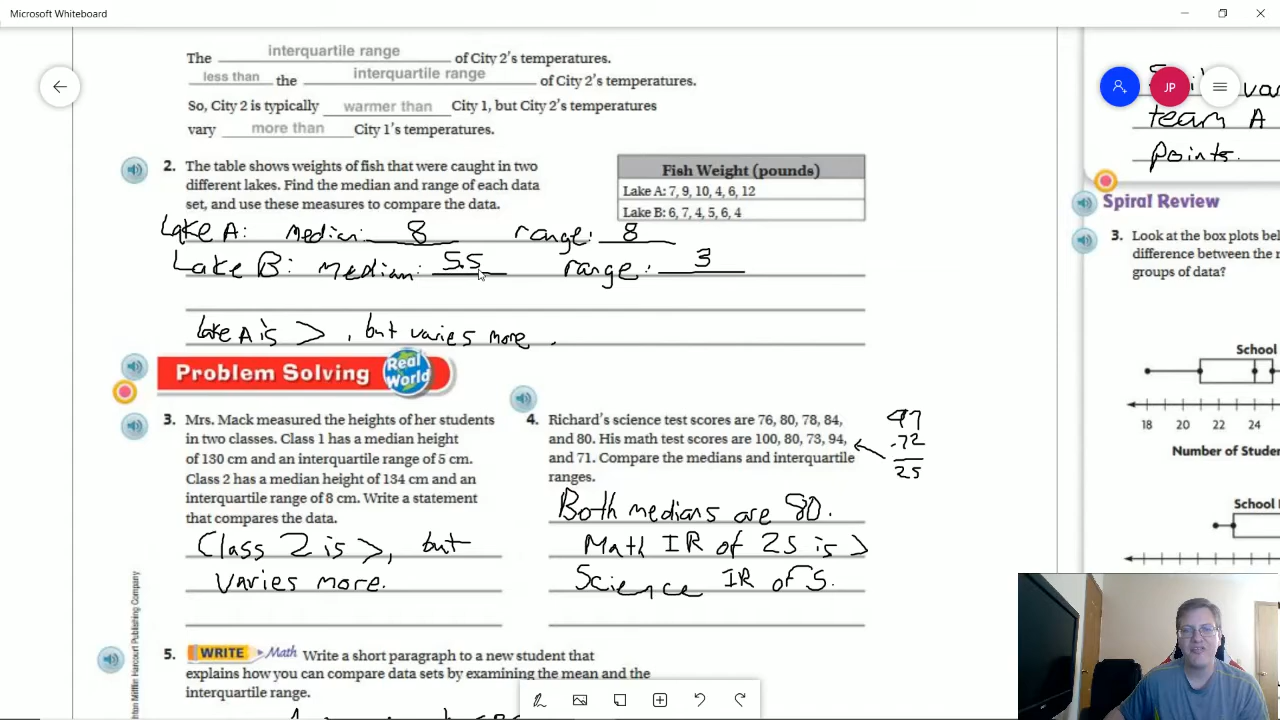 Microsoft Whiteboard
The interquartile range of City 2's temperatures.
less than the interquartile range of City 2's temperatures.
So, City 2 is typically warmer than City 1, but City 2's temperatures
vary more than City 1's temperatures.
2. The table shows weights of fish that were caught in two
different lakes. Find the median and range of each data
set, and use these measures to compare the data.
Fish Weight (pounds)
Lake A: 7, 9, 10, 4, 6, 12
Lake B: 6, 7, 4, 5, 6, 4
Lake A: Median: 8 range: 8
Lake B: Median: 5.5 range: 3
Lake A is >, but varies more.
Problem Solving Real World
3. Mrs. Mack measured the heights of her students
in two classes. Class 1 has a median height
of 130 cm and an interquartile range of 5 cm.
Class 2 has a median height of 134 cm and an
interquartile range of 8 cm. Write a statement
that compares the data.
Class 2 is >, but
varies more.
4. Richard's science test scores are 76, 80, 78, 84,
and 80. His math test scores are 100, 80, 73, 94,
and 71. Compare the medians and interquartile
ranges.
97
-72
25
Both medians are 80.
Math IR of 25 is >
Science IR of 5.
5. WRITE Math Write a short paragraph to a new student that
explains how you can compare data sets by examining the mean and the
interquartile range.
JP
team A
points.
Spiral Review
3. Look at the box plots bel
difference between the
groups of data?
School
18 20 22 24
Number of Stude
School